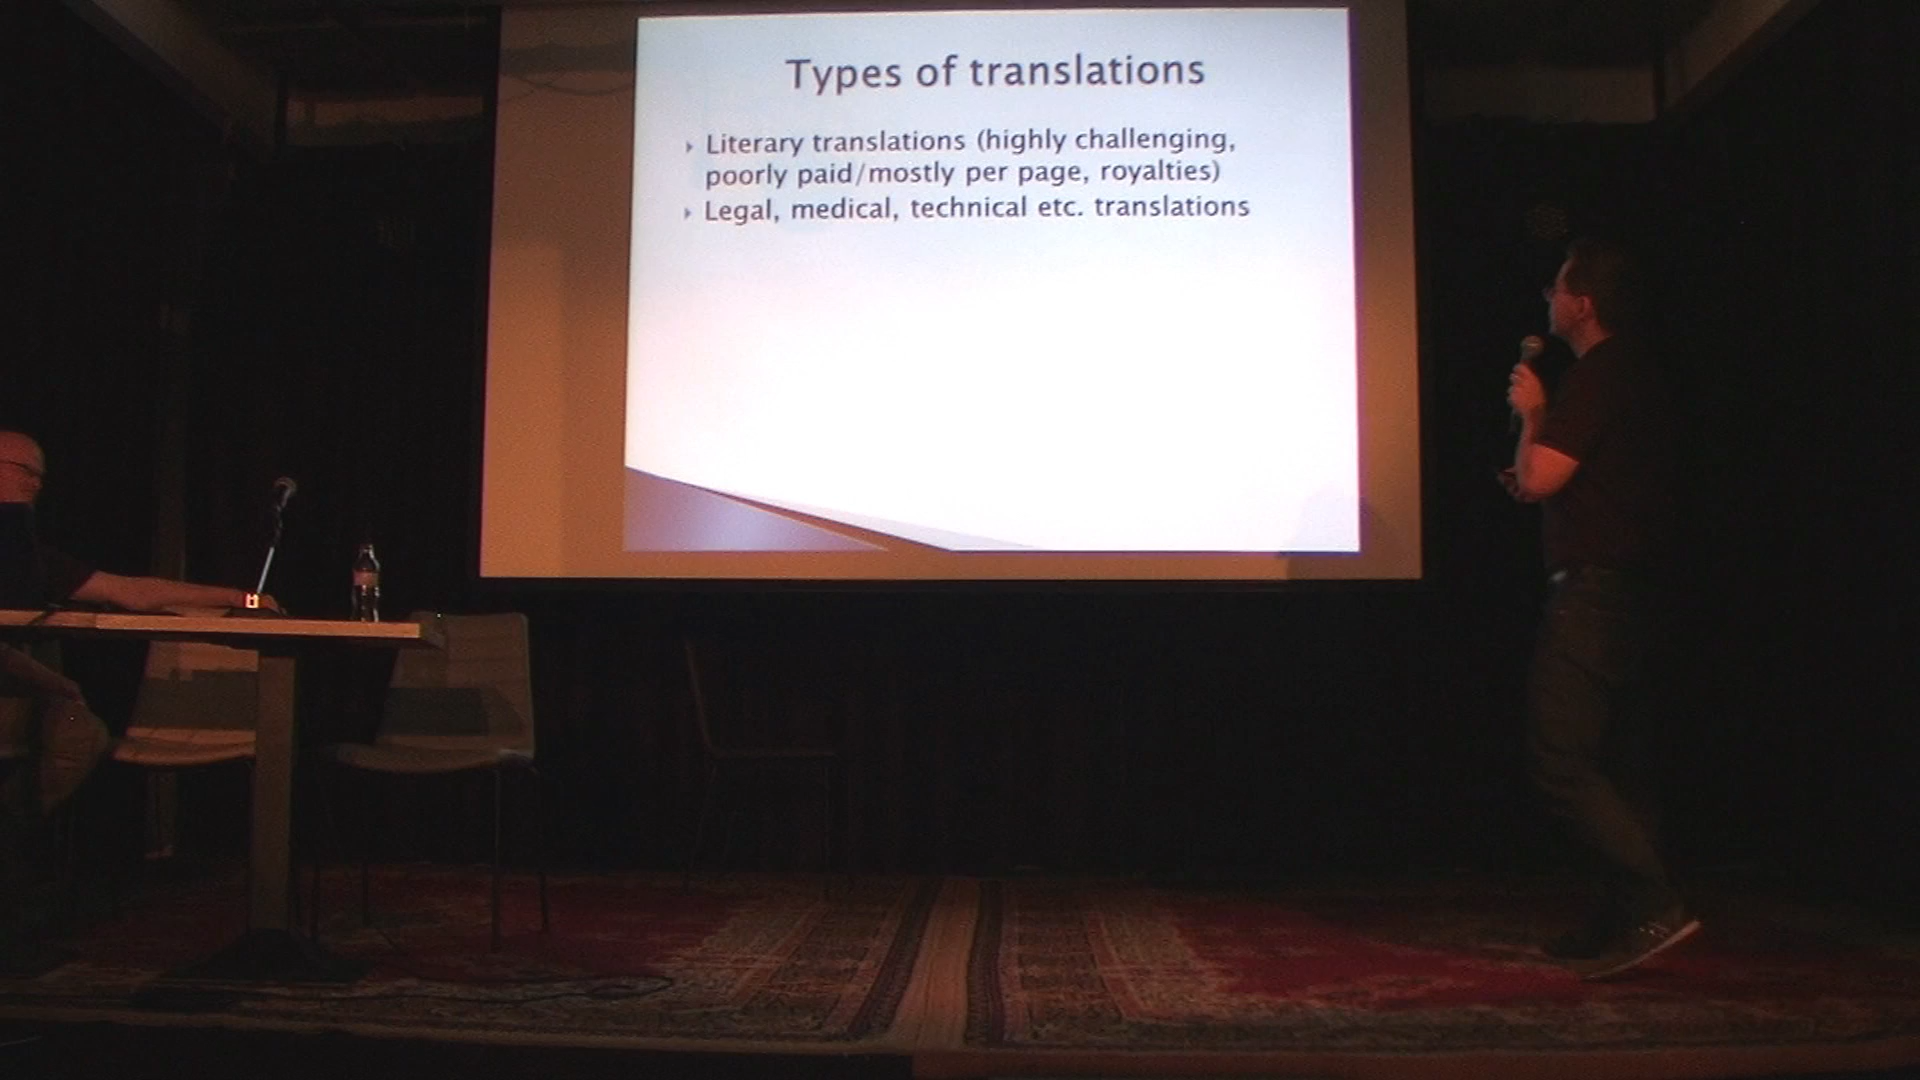 Types of translations
Literary translations (highly challenging,
poorly paid/mostly per page, royalties)
Legal, medical, technical etc. translations